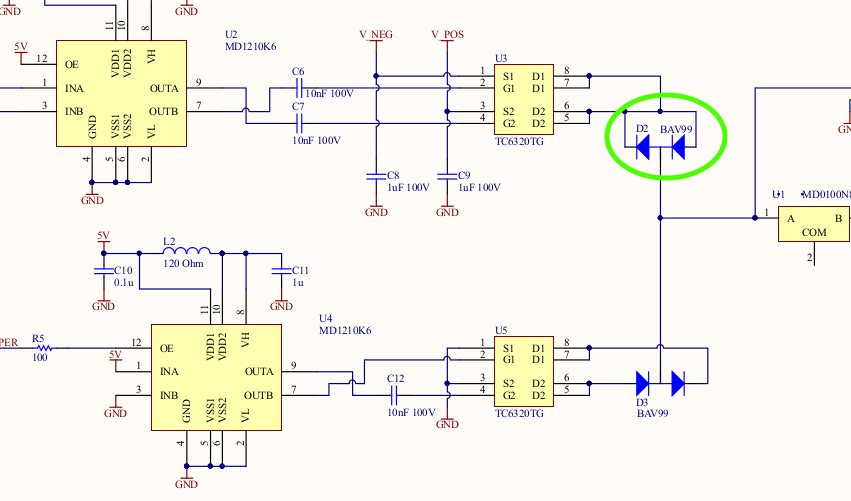 GND
GND
11
10
8
U2
MD1210K6
V_NEG
V_POS
5V
12
OE
VDD1
VDD2
VH
1
INA
OUTA
9
3
INB
OUTB
7
GND
VSS1
VSS2
VL
4
5
6
2
GND
C6
10nF 100V
C7
10nF 100V
U3
1
S1
D1
8
2
G1
D1
7
3
S2
D2
6
4
G2
D2
5
TC6320TG
D2
BAV99
C8
1uF 100V
C9
1uF 100V
GND
GND
GND
U1
MD0100N8
1
A
B
COM
2
5V
L2
120 Ohm
C10
0.1u
C11
1u
GND
GND
11
10
8
U4
MD1210K6
PER
R5
100
12
OE
VDD1
VDD2
VH
5V
1
INA
OUTA
9
3
INB
OUTB
7
GND
GND
VSS1
VSS2
VL
4
5
6
2
GND
C12
10nF 100V
U5
1
S1
D1
8
2
G1
D1
7
3
S2
D2
6
4
G2
D2
5
TC6320TG
GND
D3
BAV99